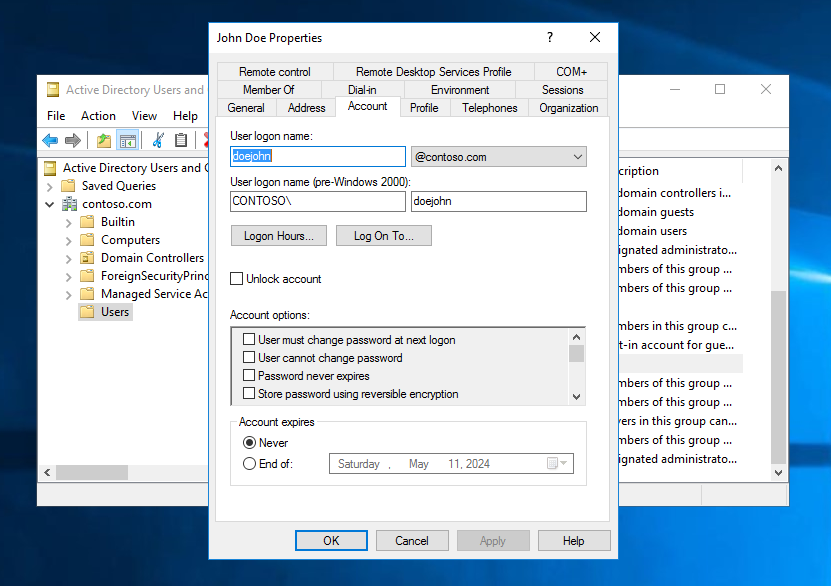 John Doe Properties
?
Active Directory Users and
File Action View Help
Active Directory Users and
Saved Queries
contoso.com
Builtin
Computers
Domain Controllers
ForeignSecurityPrinc
Managed Service Ac
Users
Remote control Remote Desktop Services Profile COM+
Member Of Dial-in Environment Sessions
General Address Account Profile Telephones Organization
User logon name:
doejohn @contoso.com
User logon name (pre-Windows 2000):
CONTOSO\ doejohn
Logon Hours... Log On To...
Unlock account
Account options:
User must change password at next logon
User cannot change password
Password never expires
Store password using reversible encryption
Account expires
Never
End of: Saturday , May 11, 2024
OK Cancel Apply Help
cription
domain controllers i...
domain guests
domain users
ignated administrato...
mbers of this group ...
mbers of this group ...
mbers in this group c...
t-in account for gue...
mbers of this group ...
mbers of this group ...
vers in this group can...
mbers of this group ...
ignated administrato...